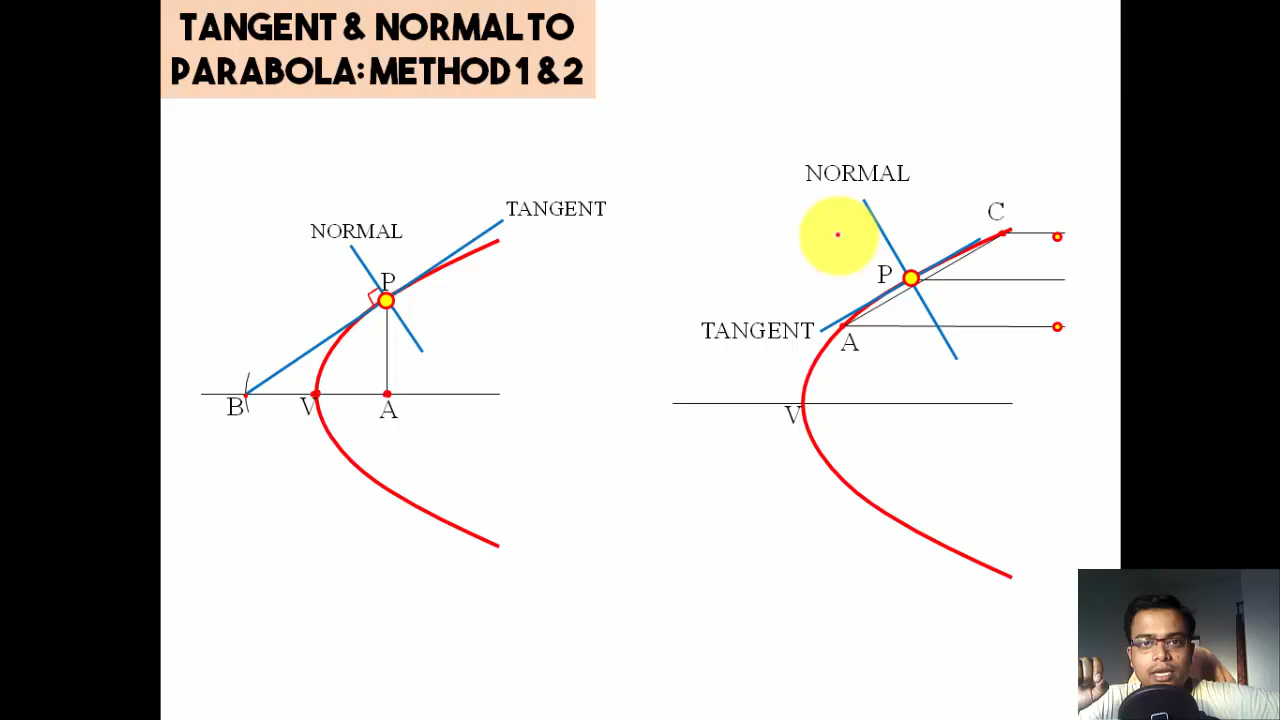 TANGENT & NORMAL TO
PARABOLA: METHOD 1 & 2
NORMAL
TANGENT
P
B
V
A
NORMAL
C
P
TANGENT
A
V